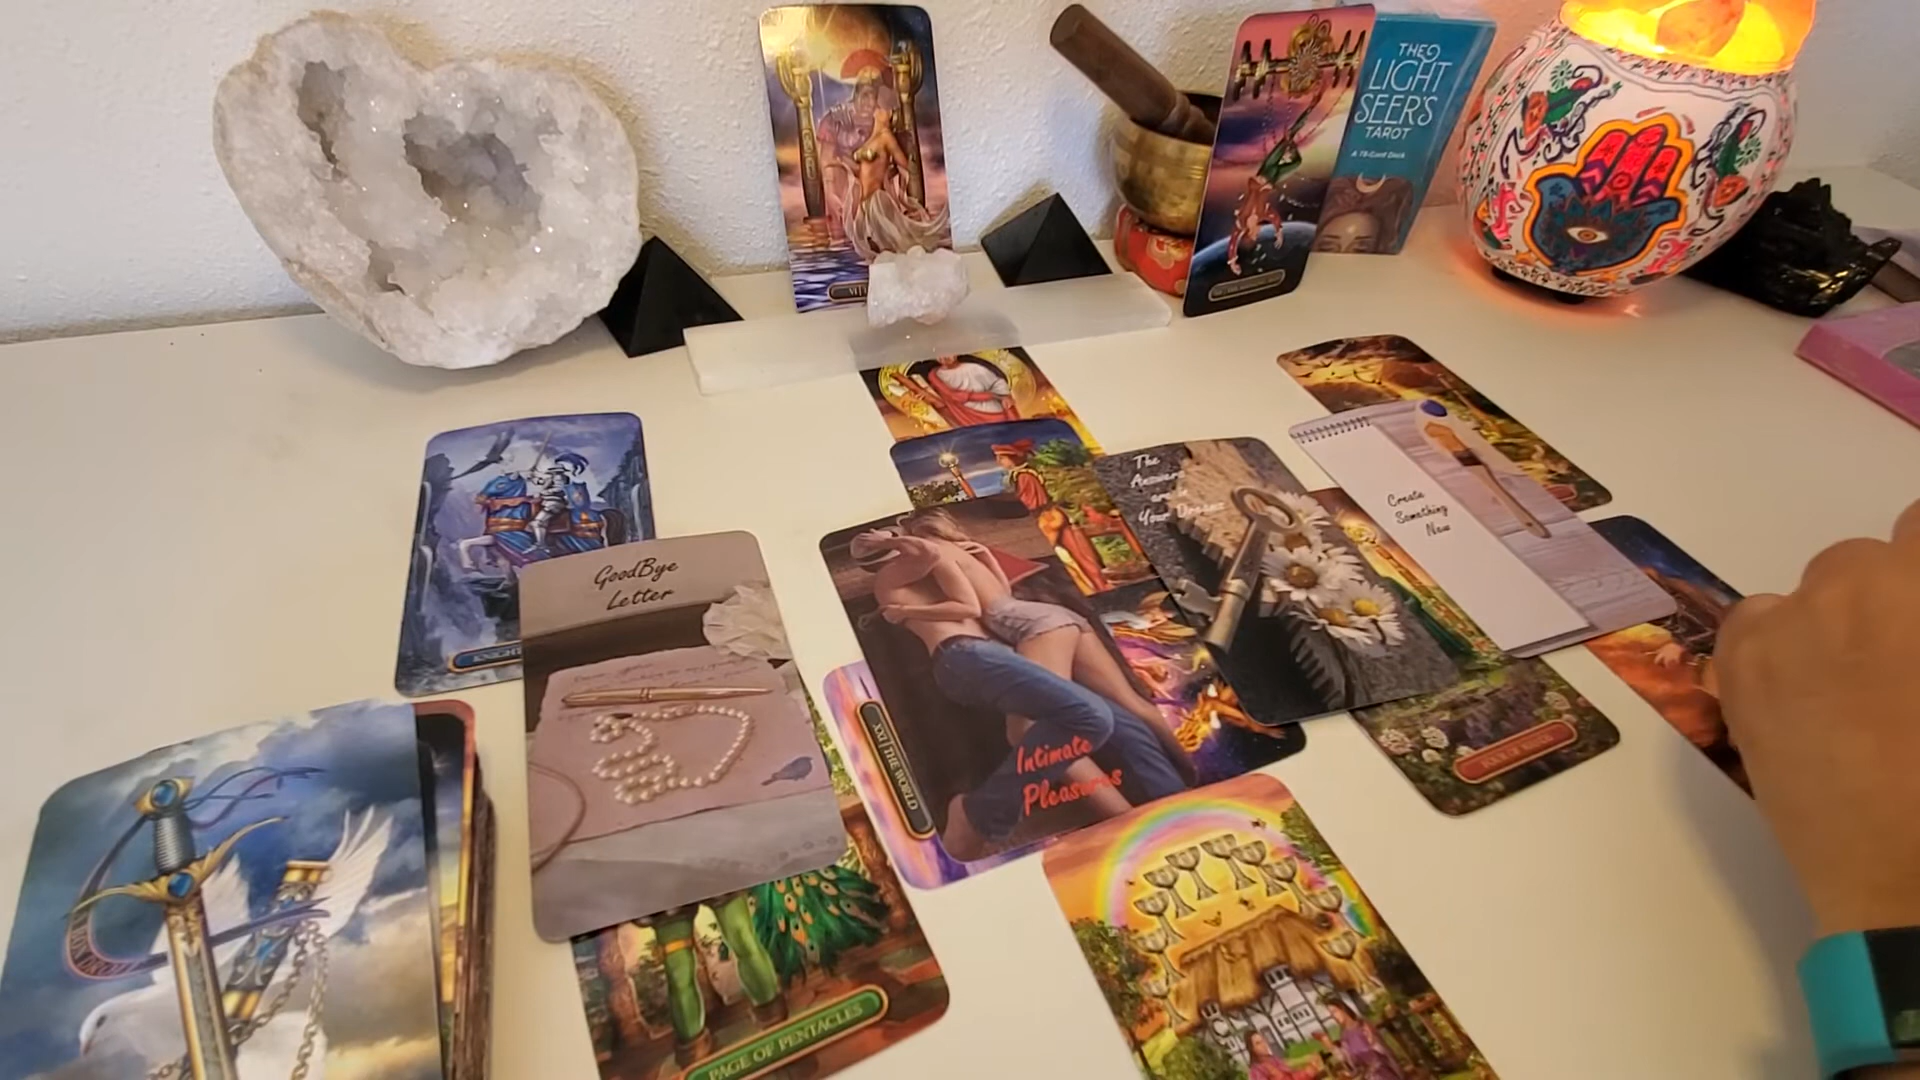 THE
LIGHT
SEER'S
TAROT
A 78-Card Deck
The
Answers
are in
Your Dreams
Create
Something
New
GoodBye
Letter
KNIGHT
XXI | THE WORLD
Intimate
Pleasures
PAGE OF PENTACLES